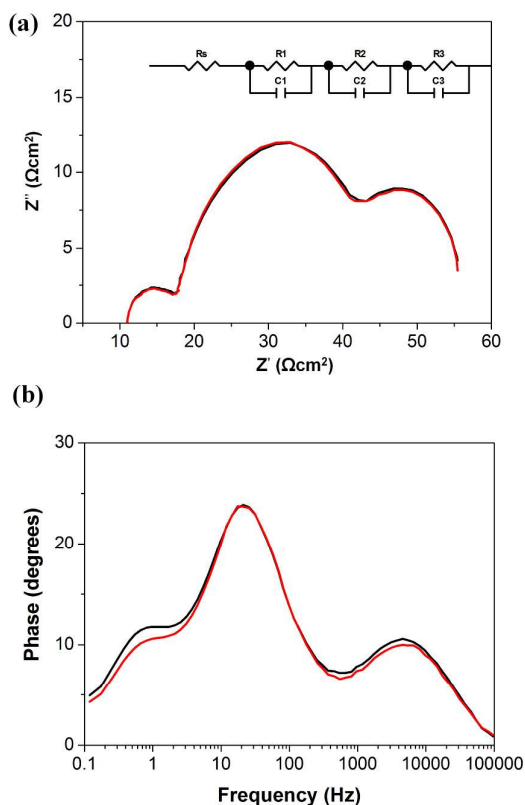 (a)
Rs R1 R2 R3
C1 C2 C3
Z'' (Ωcm²)
20
15
10
5
0
10 20 30 40 50 60
Z' (Ωcm²)
(b)
Phase (degrees)
30
20
10
0
0.1 1 10 100 1000 10000 100000
Frequency (Hz)